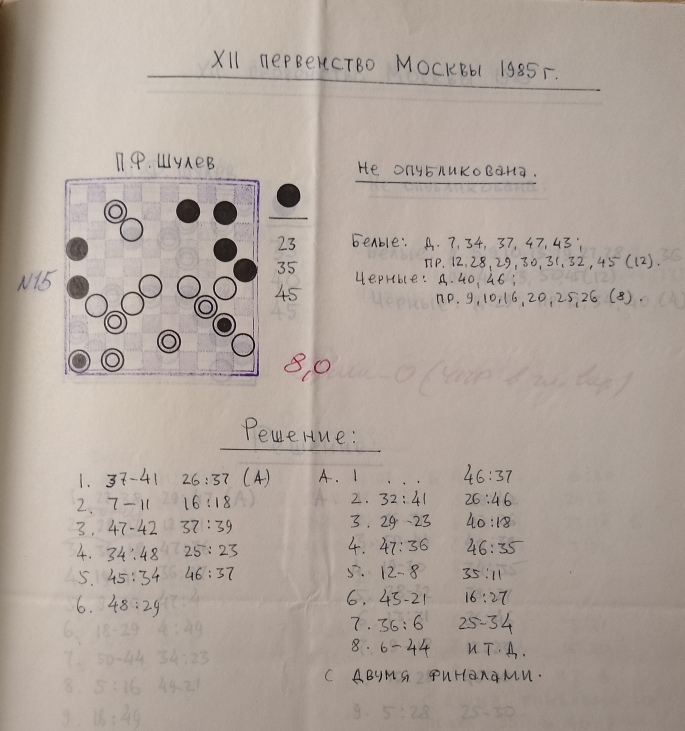 XII первенство Москвы 1985г.
П.Ф. Шулев
Не опубликована.
23
35
45
№15
Белые: д. 7, 34, 37, 47, 43;
пр. 12, 28, 29, 30, 31, 32, 45 (12).
Черные: д. 40, 46;
пр. 9, 10, 16, 20, 25, 26 (8).
8,0
Решение:
1. 37-41 26:37 (А)
2. 7-11 16:18
3. 47-42 37:39
4. 34:48 25:23
5. 45:34 46:37
6. 48:29
А. 1 ... 46:37
2. 32:41 26:46
3. 29-23 40:18
4. 47:36 46:35
5. 12-8 35:11
6. 43-21 16:27
7. 36:6 25-34
8. 6-44 и т.д.
с двумя финалами.